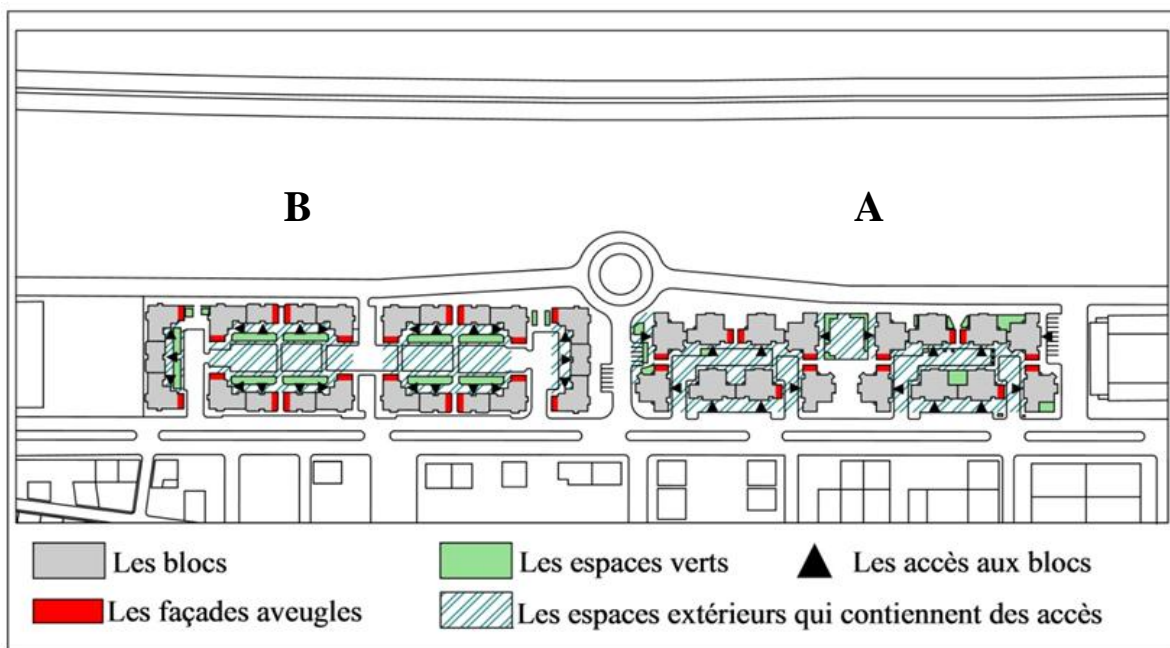 B A
Les blocs Les espaces verts Les accès aux blocs
Les façades aveugles Les espaces extérieurs qui contiennent des accès